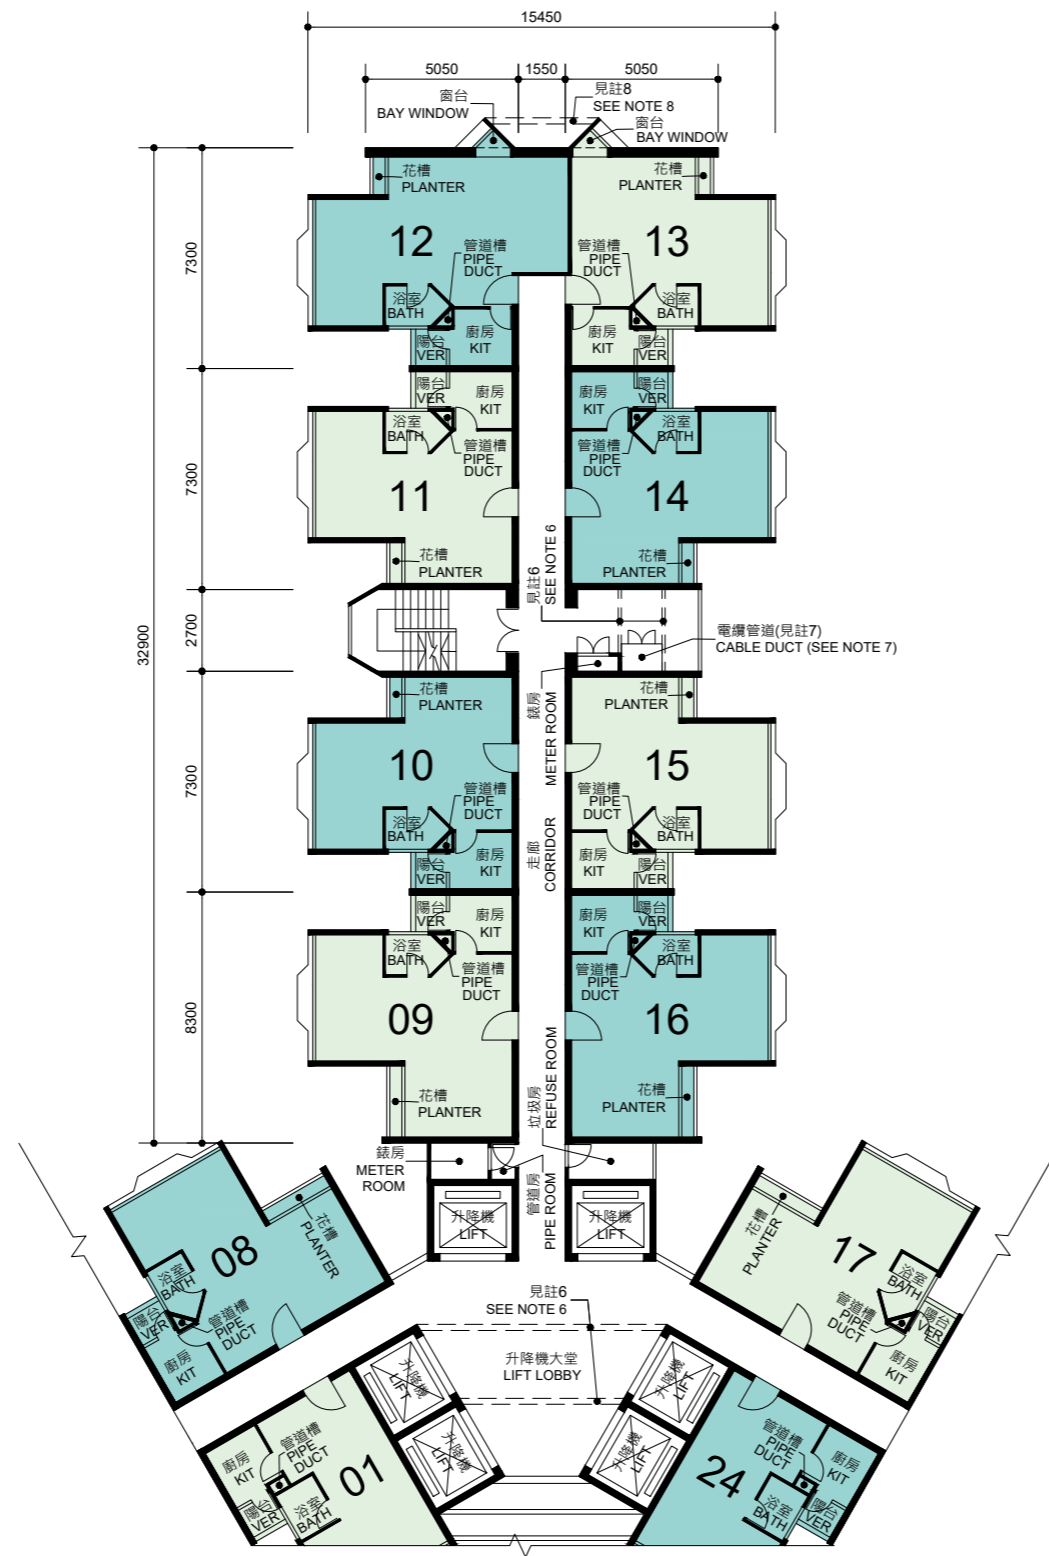 15450
5050
1550
5050
窗台
BAY WINDOW
見註8
SEE NOTE 8
窗台
BAY WINDOW
花槽
PLANTER
花槽
PLANTER
7300
12
13
管道槽
PIPE
DUCT
管道槽
PIPE
DUCT
浴室
BATH
浴室
BATH
陽台
VER
廚房
KIT
廚房
KIT
陽台
VER
陽台
VER
廚房
KIT
廚房
KIT
陽台
VER
浴室
BATH
浴室
BATH
管道槽
PIPE
DUCT
管道槽
PIPE
DUCT
7300
11
14
花槽
PLANTER
花槽
PLANTER
見註6
SEE NOTE 6
32900
2700
電纜管道(見註7)
CABLE DUCT (SEE NOTE 7)
花槽
PLANTER
花槽
PLANTER
錶房
METER ROOM
7300
10
15
管道槽
PIPE
DUCT
管道槽
PIPE
DUCT
浴室
BATH
浴室
BATH
陽台
VER
廚房
KIT
廚房
KIT
陽台
VER
走廊
CORRIDOR
陽台
VER
廚房
KIT
廚房
KIT
陽台
VER
浴室
BATH
浴室
BATH
管道槽
PIPE
DUCT
管道槽
PIPE
DUCT
8300
09
16
花槽
PLANTER
花槽
PLANTER
垃圾房
REFUSE ROOM
錶房
METER
ROOM
管道房
PIPE ROOM
升降機
LIFT
升降機
LIFT
花槽
PLANTER
08
浴室
BATH
陽台
VER
管道槽
PIPE
DUCT
廚房
KIT
花槽
PLANTER
17
浴室
BATH
陽台
VER
管道槽
PIPE
DUCT
廚房
KIT
見註6
SEE NOTE 6
升降機大堂
LIFT LOBBY
升降機
LIFT
升降機
LIFT
升降機
LIFT
升降機
LIFT
管道槽
PIPE
DUCT
廚房
KIT
01
陽台
VER
浴室
BATH
管道槽
PIPE
DUCT
廚房
KIT
24
浴室
BATH
陽台
VER